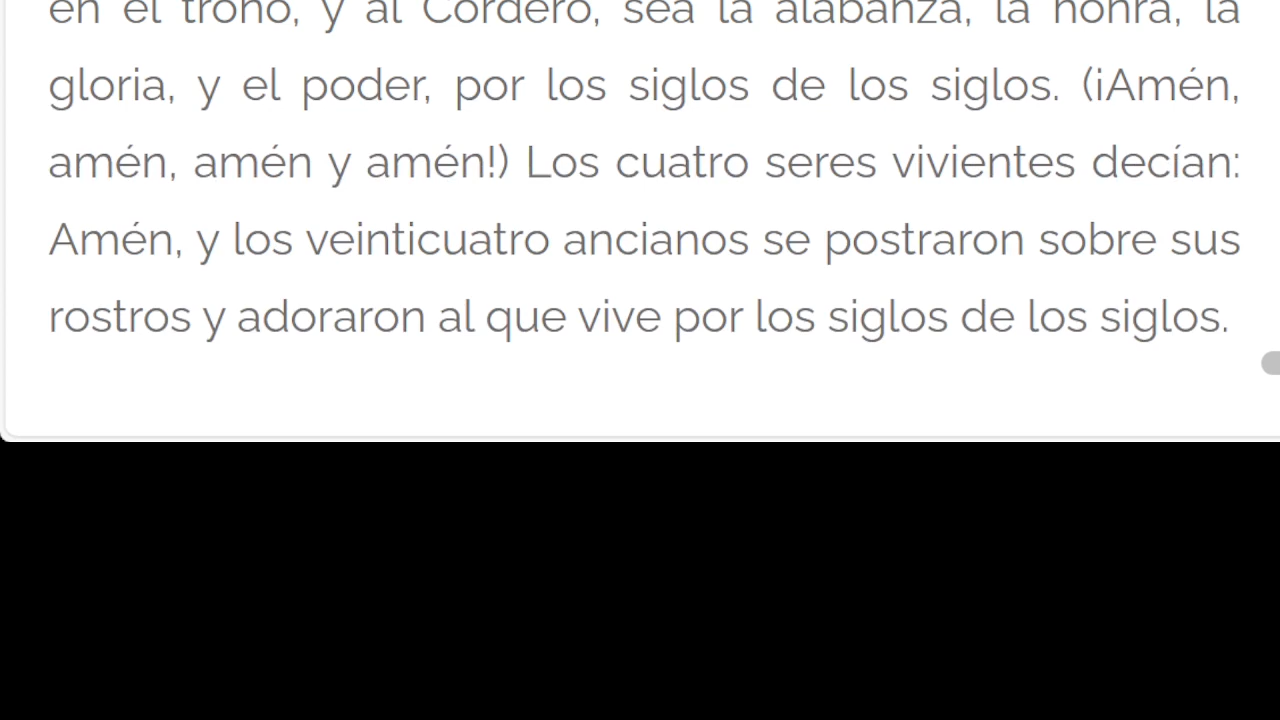 en el trono, y al Cordero, sea la alabanza, la honra, la
gloria, y el poder, por los siglos de los siglos. (¡Amén,
amén, amén y amén!) Los cuatro seres vivientes decían:
Amén, y los veinticuatro ancianos se postraron sobre sus
rostros y adoraron al que vive por los siglos de los siglos.